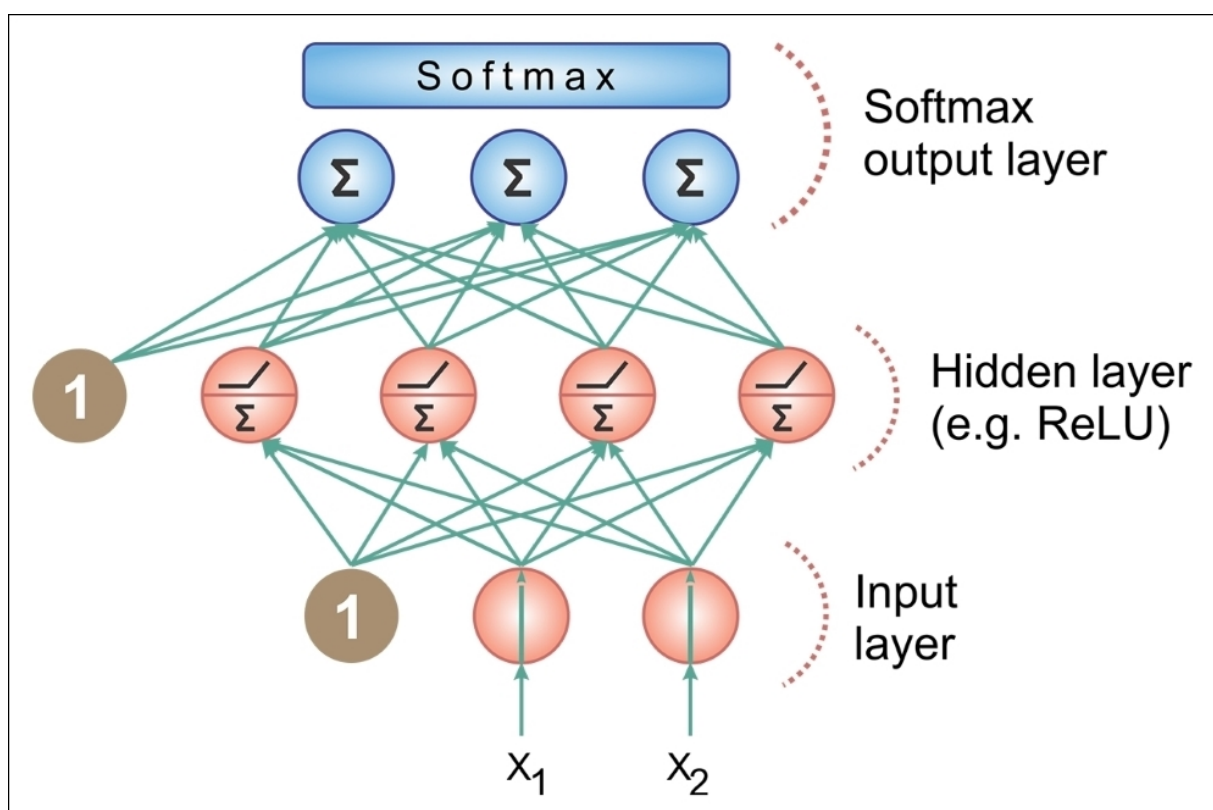 Softmax
Softmax
output layer
Σ Σ Σ
1
Σ Σ Σ Σ
Hidden layer
(e.g. ReLU)
1
Input
layer
X1 X2